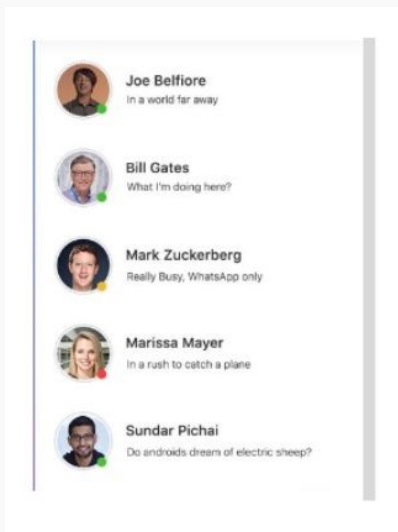 Joe Belfiore
In a world far away
Bill Gates
What I'm doing here?
Mark Zuckerberg
Really Busy, WhatsApp only
Marissa Mayer
In a rush to catch a plane
Sundar Pichai
Do androids dream of electric sheep?